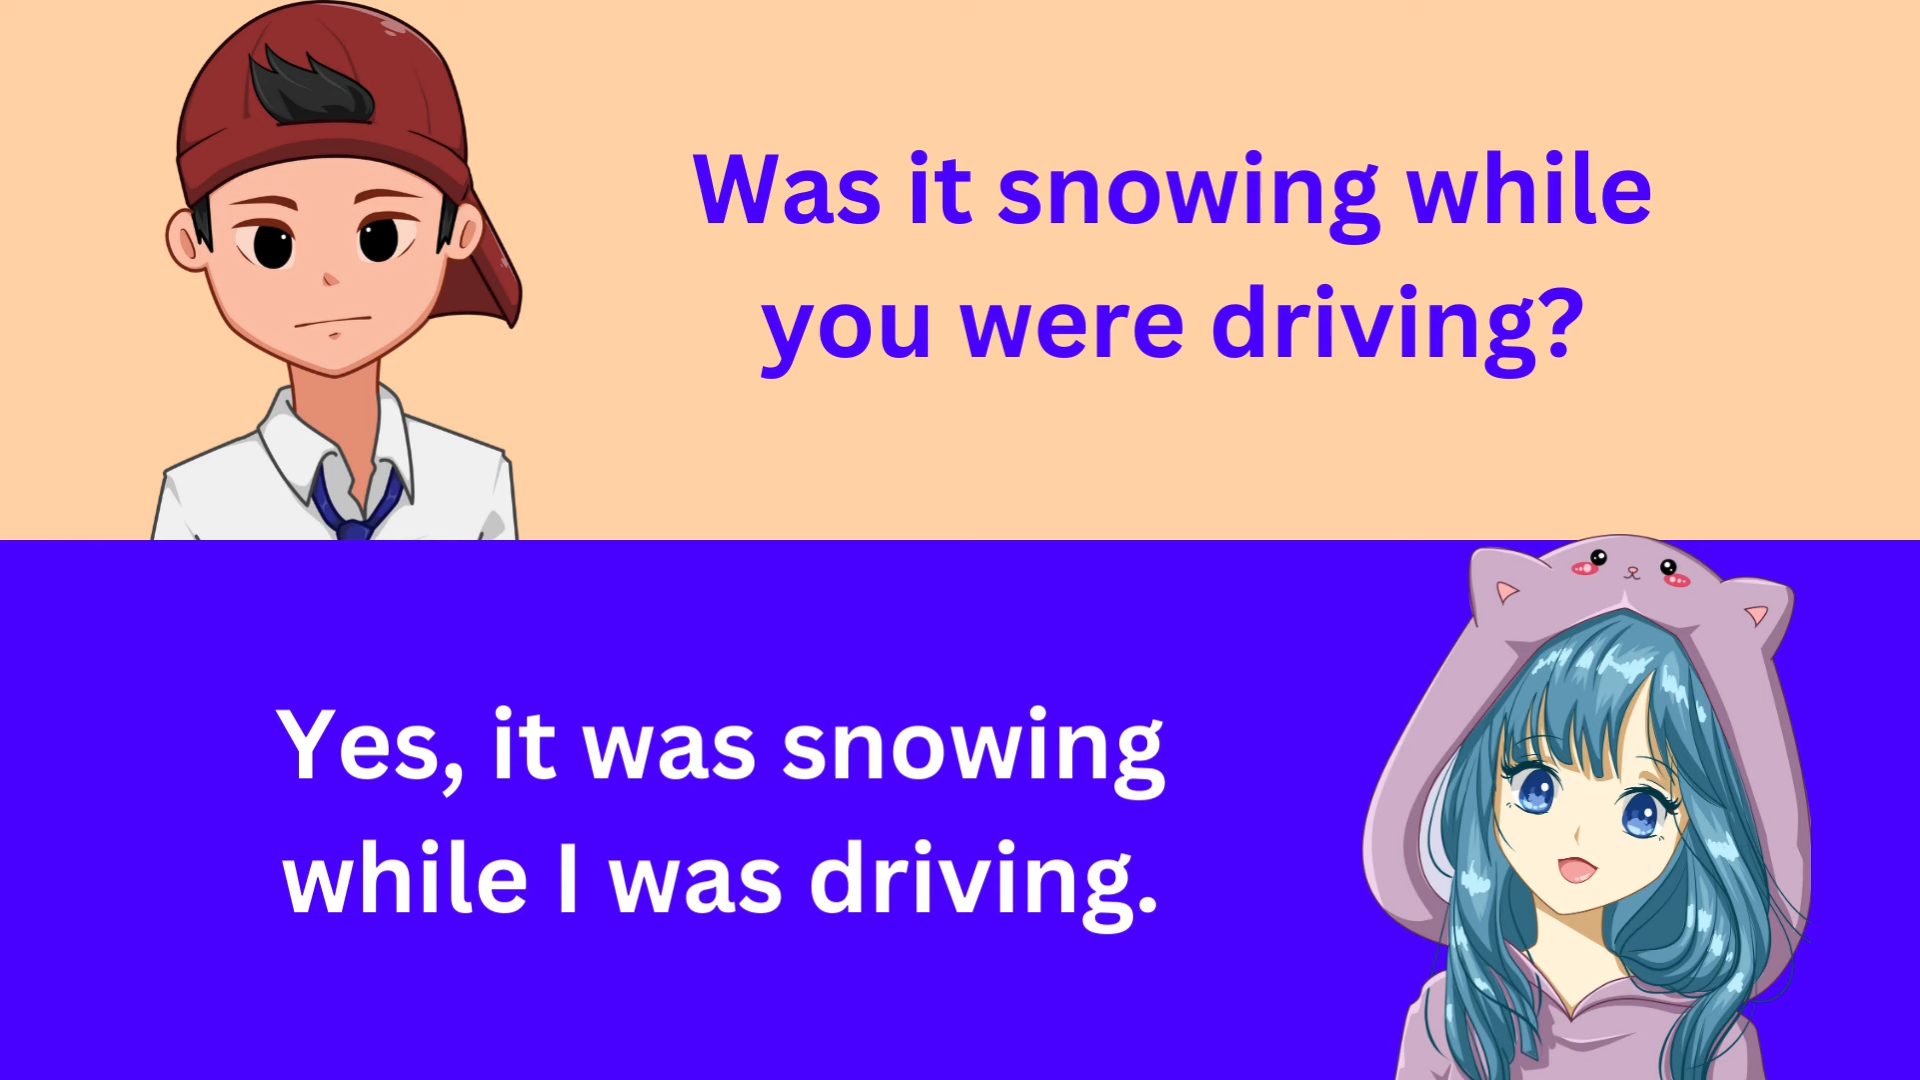 Was it snowing while
you were driving?
Yes, it was snowing
while I was driving.